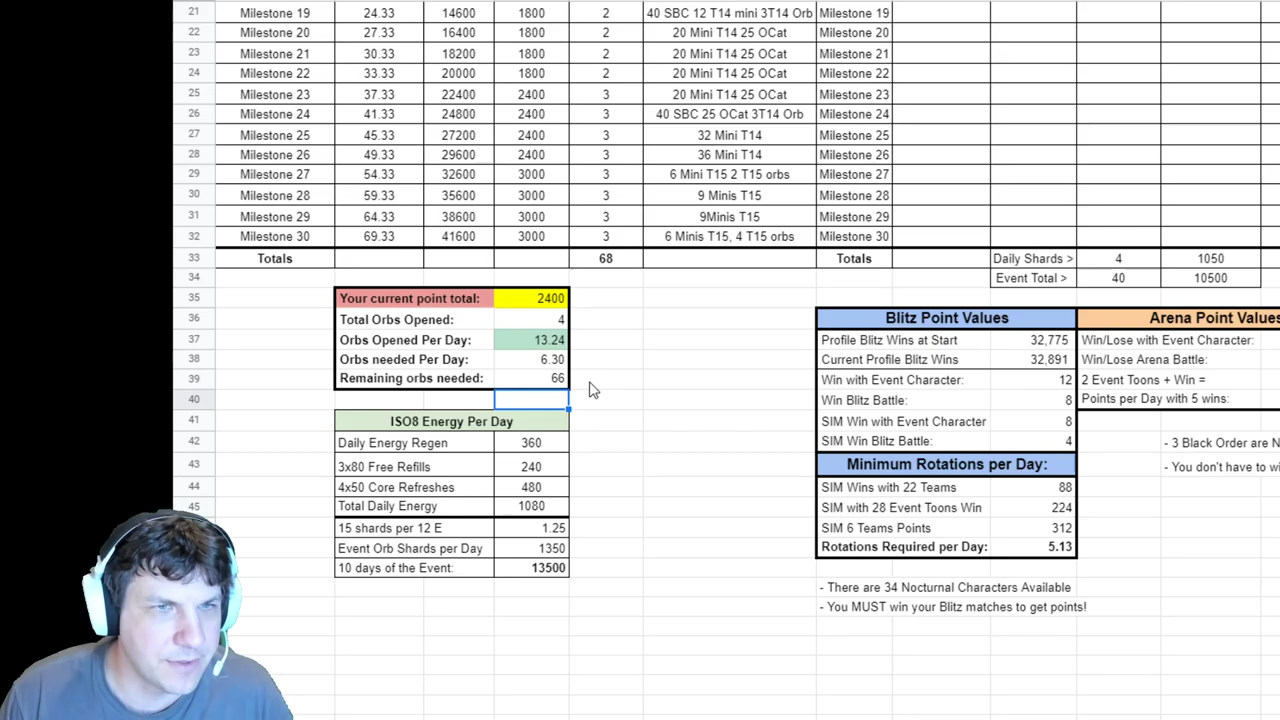 21 Milestone 19 24.33 14600 1800 2 40 SBC 12 T14 mini 3T14 Orb Milestone 19
22 Milestone 20 27.33 16400 1800 2 20 Mini T14 25 OCat Milestone 20
23 Milestone 21 30.33 18200 1800 2 20 Mini T14 25 OCat Milestone 21
24 Milestone 22 33.33 20000 1800 2 20 Mini T14 25 OCat Milestone 22
25 Milestone 23 37.33 22400 2400 3 20 Mini T14 25 OCat Milestone 23
26 Milestone 24 41.33 24800 2400 3 40 SBC 25 OCat 3T14 Orb Milestone 24
27 Milestone 25 45.33 27200 2400 3 32 Mini T14 Milestone 25
28 Milestone 26 49.33 29600 2400 3 36 Mini T14 Milestone 26
29 Milestone 27 54.33 32600 3000 3 6 Mini T15 2 T15 orbs Milestone 27
30 Milestone 28 59.33 35600 3000 3 9 Minis T15 Milestone 28
31 Milestone 29 64.33 38600 3000 3 9Minis T15 Milestone 29
32 Milestone 30 69.33 41600 3000 3 6 Minis T15, 4 T15 orbs Milestone 30
33 Totals 68 Totals Daily Shards > 4 1050
34 Event Total > 40 10500
35 Your current point total: 2400
36 Total Orbs Opened: 4 Blitz Point Values Arena Point Values
37 Orbs Opened Per Day: 13.24 Profile Blitz Wins at Start 32,775 Win/Lose with Event Character:
38 Orbs needed Per Day: 6.30 Current Profile Blitz Wins 32,891 Win/Lose Arena Battle:
39 Remaining orbs needed: 66 Win with Event Character: 12 2 Event Toons + Win =
40 Win Blitz Battle: 8 Points per Day with 5 wins:
41 ISO8 Energy Per Day SIM Win with Event Character 8
42 Daily Energy Regen 360 SIM Win Blitz Battle: 4 - 3 Black Order are N
43 3x80 Free Refills 240 Minimum Rotations per Day: - You don't have to wi
44 4x50 Core Refreshes 480 SIM Wins with 22 Teams 88
45 Total Daily Energy 1080 SIM with 28 Event Toons Win 224
15 shards per 12 E 1.25 SIM 6 Teams Points 312
Event Orb Shards per Day 1350 Rotations Required per Day: 5.13
10 days of the Event: 13500
- There are 34 Nocturnal Characters Available
- You MUST win your Blitz matches to get points!